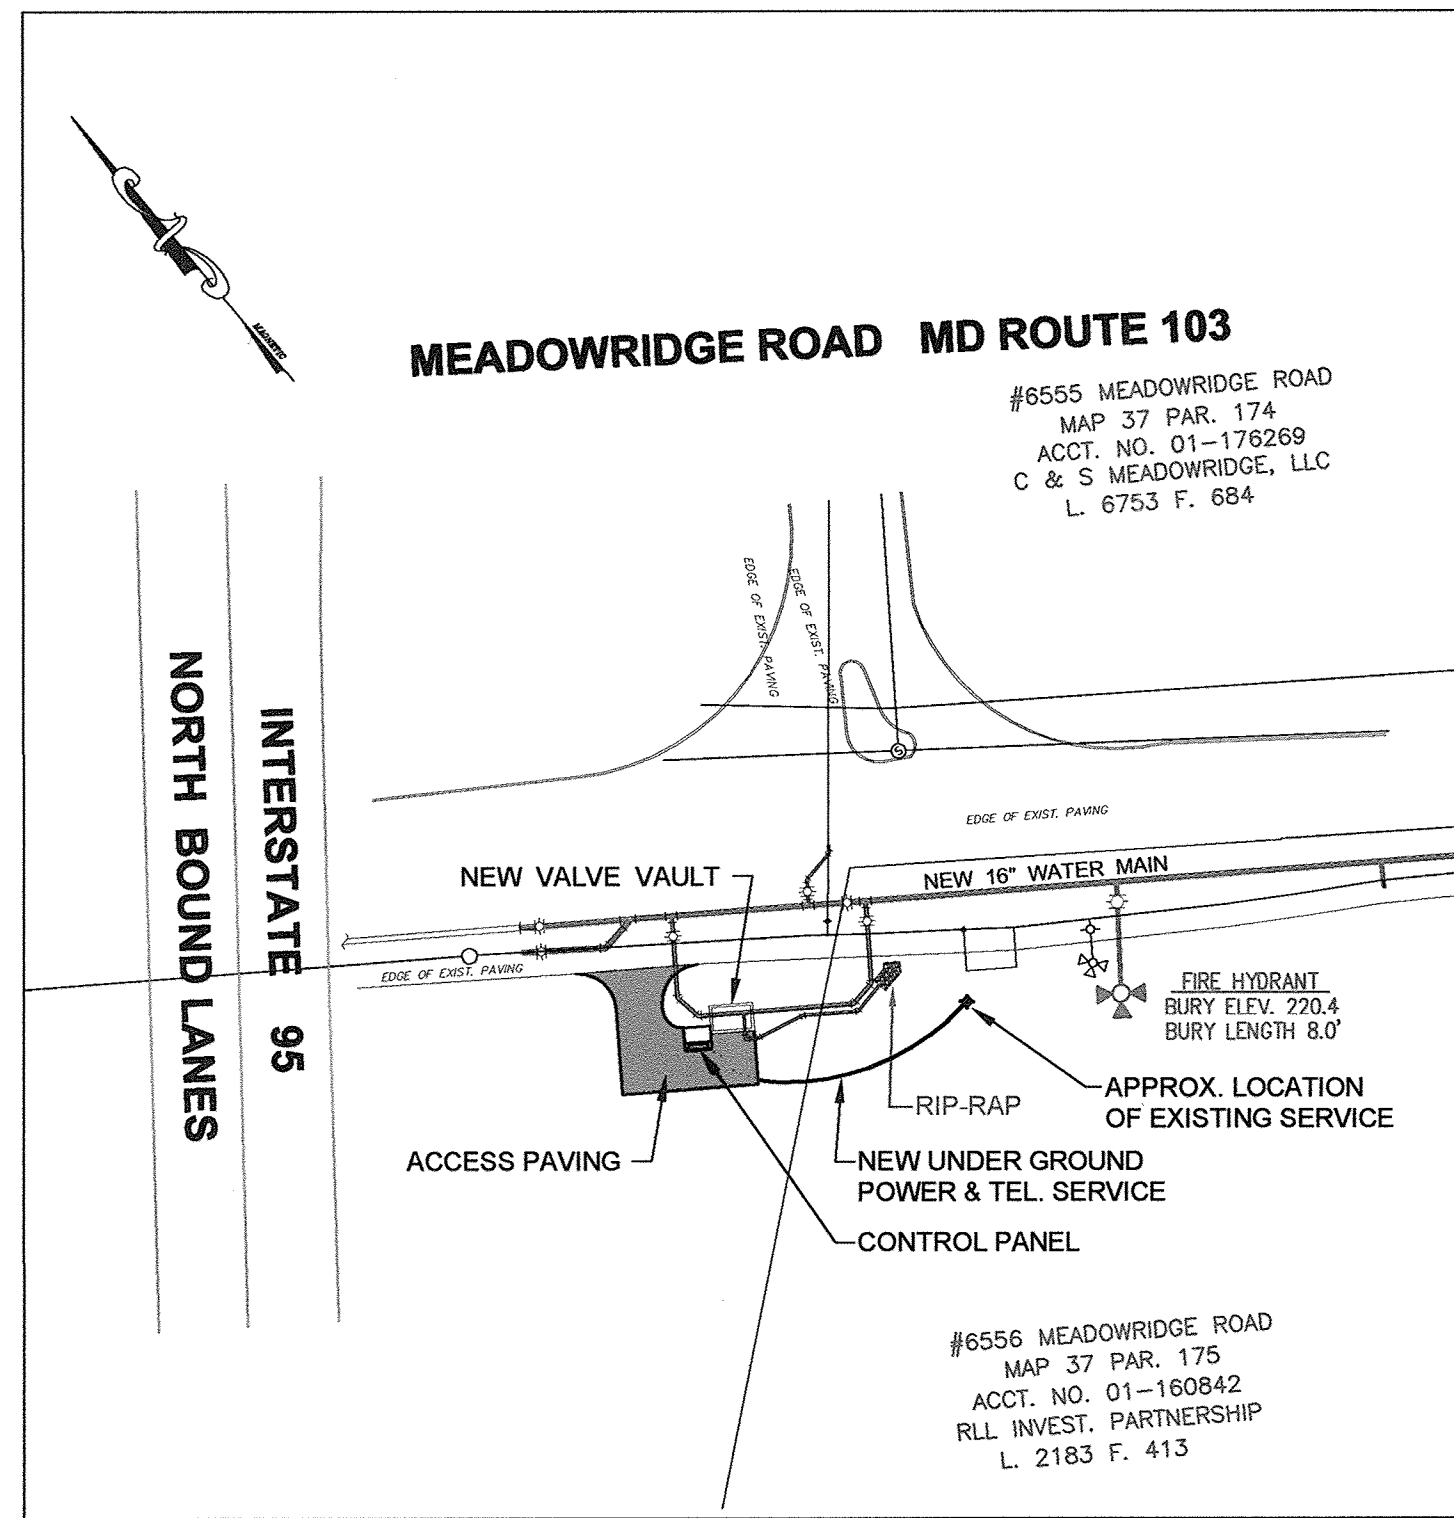 MAGNETIC
MEADOWRIDGE ROAD MD ROUTE 103
#6555 MEADOWRIDGE ROAD
MAP 37 PAR. 174
ACCT. NO. 01-176269
C & S MEADOWRIDGE, LLC
L. 6753 F. 684
EDGE OF EXIST. PAVING
EDGE OF EXIST. PAVING
NORTH BOUND LANES
INTERSTATE 95
S
EDGE OF EXIST. PAVING
NEW VALVE VAULT
NEW 16" WATER MAIN
EDGE OF EXIST. PAVING
FIRE HYDRANT
BURY ELEV. 220.4
BURY LENGTH 8.0'
RIP-RAP
APPROX. LOCATION
OF EXISTING SERVICE
ACCESS PAVING
NEW UNDER GROUND
POWER & TEL. SERVICE
CONTROL PANEL
#6556 MEADOWRIDGE ROAD
MAP 37 PAR. 175
ACCT. NO. 01-160842
RLL INVEST. PARTNERSHIP
L. 2183 F. 413